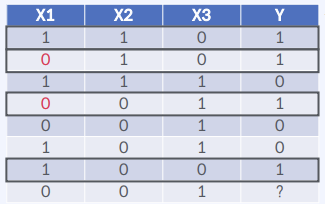 X1 X2 X3 Y
1 1 0 1
0 1 0 1
1 1 1 0
0 0 1 1
0 0 1 0
1 0 1 0
1 0 0 1
0 0 1 ?